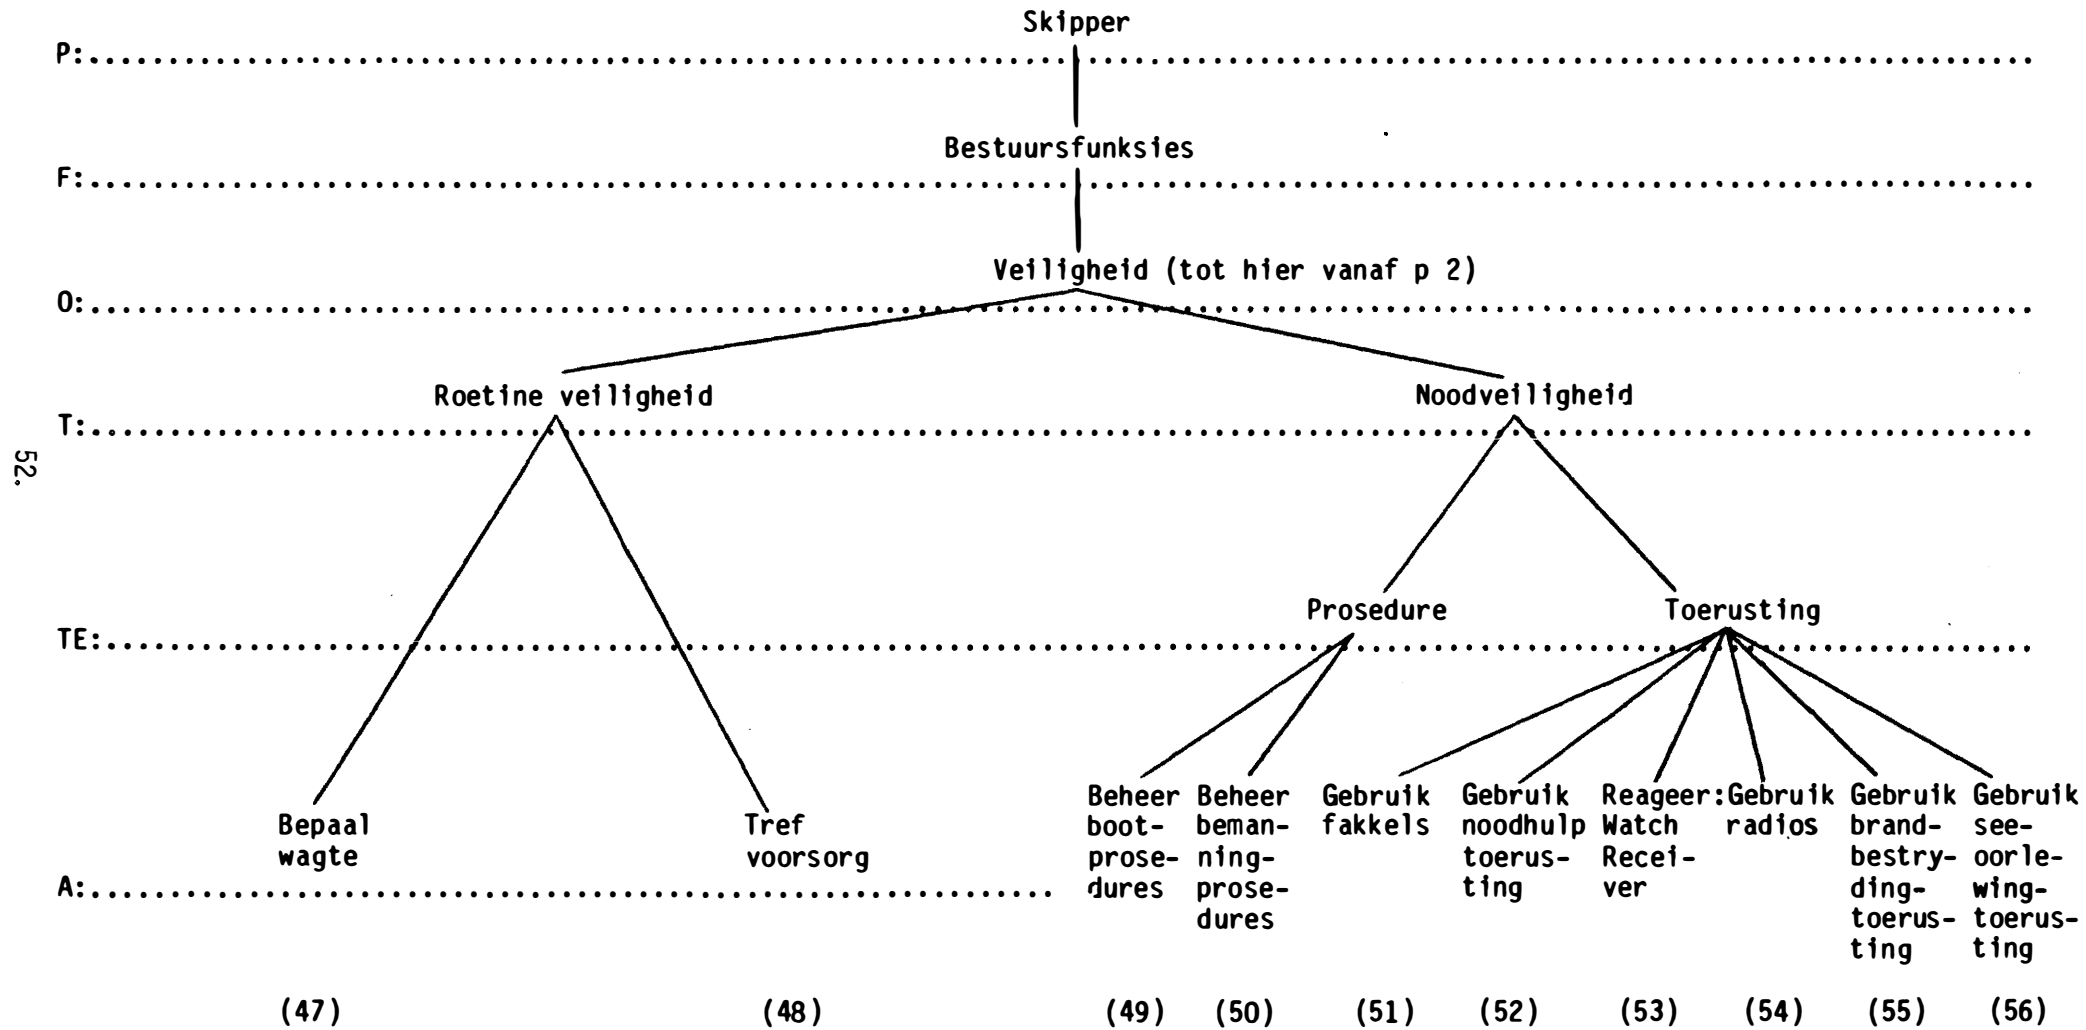 Skipper
P:
Bestuursfunksies
F:
Veiligheid (tot hier vanaf p 2)
O:
Roetine veiligheid
Noodveiligheid
T:
52.
Prosedure
Toerusting
TE:
Bepaal
wagte
Tref
voorsorg
A:
Beheer
boot-
prose-
dures
Beheer
beman-
ning-
prose-
dures
Gebruik
fakkels
Gebruik
noodhulp
toerus-
ting
Reageer:
Watch
Recei-
ver
Gebruik
radios
Gebruik
brand-
bestry-
ding-
toerus-
ting
Gebruik
see-
oorle-
wing-
toerus-
ting
(47) (48) (49) (50) (51) (52) (53) (54) (55) (56)